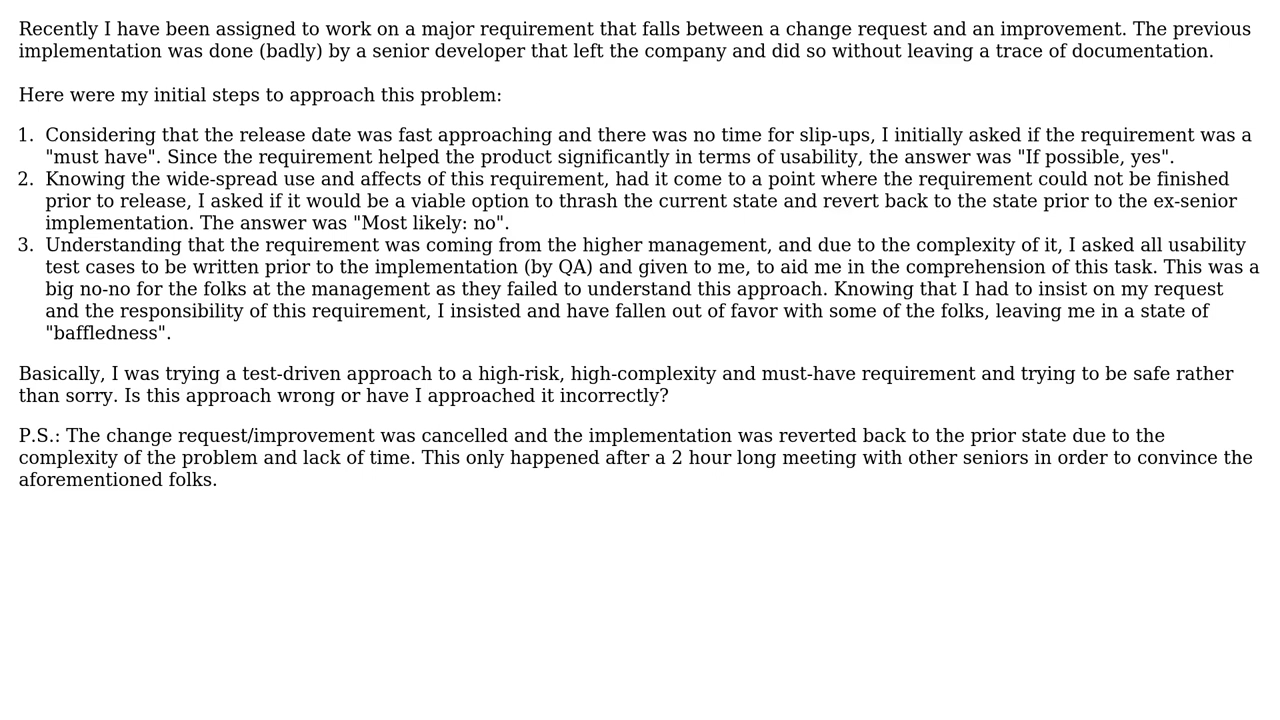 Recently I have been assigned to work on a major requirement that falls between a change request and an improvement. The previous
implementation was done (badly) by a senior developer that left the company and did so without leaving a trace of documentation.
Here were my initial steps to approach this problem:
1. Considering that the release date was fast approaching and there was no time for slip-ups, I initially asked if the requirement was a
"must have". Since the requirement helped the product significantly in terms of usability, the answer was "If possible, yes".
2. Knowing the wide-spread use and affects of this requirement, had it come to a point where the requirement could not be finished
prior to release, I asked if it would be a viable option to thrash the current state and revert back to the state prior to the ex-senior
implementation. The answer was "Most likely: no".
3. Understanding that the requirement was coming from the higher management, and due to the complexity of it, I asked all usability
test cases to be written prior to the implementation (by QA) and given to me, to aid me in the comprehension of this task. This was a
big no-no for the folks at the management as they failed to understand this approach. Knowing that I had to insist on my request
and the responsibility of this requirement, I insisted and have fallen out of favor with some of the folks, leaving me in a state of
"baffledness".
Basically, I was trying a test-driven approach to a high-risk, high-complexity and must-have requirement and trying to be safe rather
than sorry. Is this approach wrong or have I approached it incorrectly?
P.S.: The change request/improvement was cancelled and the implementation was reverted back to the prior state due to the
complexity of the problem and lack of time. This only happened after a 2 hour long meeting with other seniors in order to convince the
aforementioned folks.